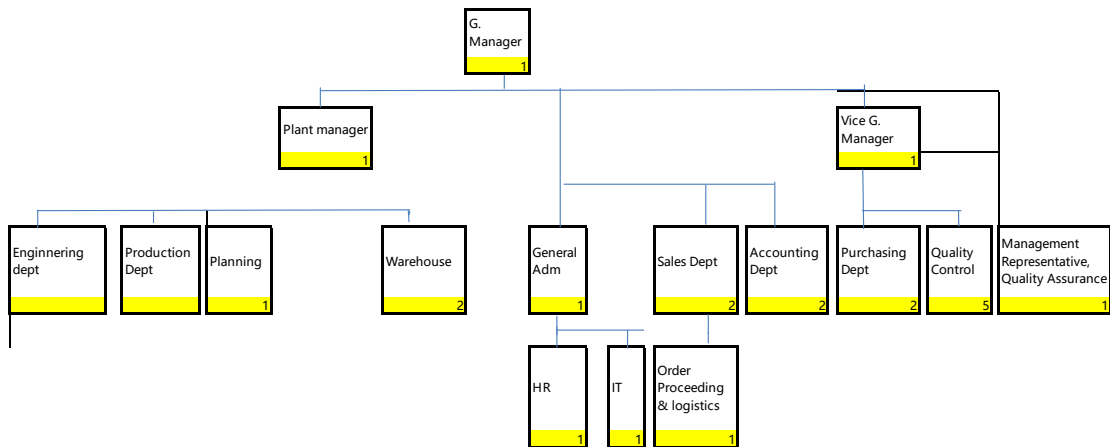 G.
Manager
1
Plant manager
1
Vice G.
Manager
1
Enginnering
dept
Production
Dept
Planning
1
Warehouse
2
General
Adm
1
Sales Dept
2
Accounting
Dept
2
Purchasing
Dept
2
Quality
Control
5
Management
Representative,
Quality Assurance
1
HR
1
IT
1
Order
Proceeding
& logistics
1